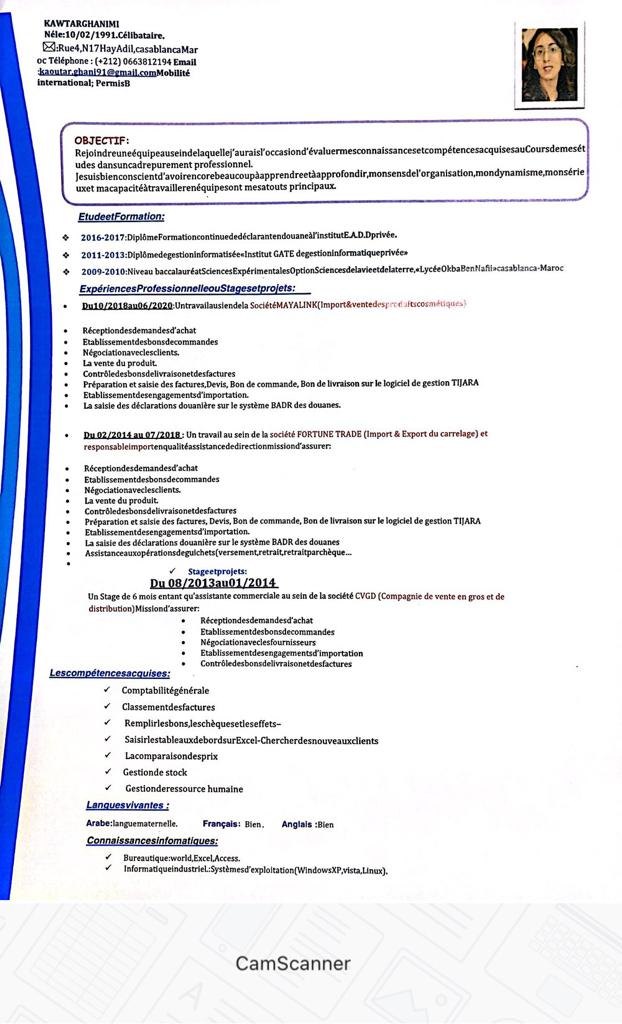 KAWTARGHANIMI
Néle:10/02/1991.Célibataire.
✉:Rue4,N17HayAdil,casablancaMar
oc Téléphone : (+212) 0663812194 Email
:kaoutar.ghani91@gmail.comMobilité
international; PermisB
OBJECTIF:
Rejoindreuneéquipeauseindelaquellej'auraisl'occasiond'évaluermesconnaissancesetcompétencesacquisesauCoursdemesét
udes dansuncadrepurement professionnel.
Jesuisbienconscientd'avoirencorebeaucoupàapprendreetàapprofondir,monsensdel'organisation,mondynamisme,monsérie
uxet macapacitéàtravaillerenéquipesont mesatouts principaux.
EtudeetFormation:
❖ 2016-2017:DiplômeFormationcontinuededéclarantendouaneàl'institutE.A.D.Dprivée.
❖ 2011-2013:Diplômedegestioninformatisée«Institut GATE degestioninformatiqueprivée»
❖ 2009-2010:Niveau baccalauréatSciencesExpérimentalesOptionSciencesdelavieetdelaterre,«LycéeOkbaBenNafii»casablanca-Maroc
ExpériencesProfessionnelleouStagesetprojets:
• Du10/2018au06/2020:Untravailausiendela SociétéMAYALINK(Import&ventedesproduitscosmétiques)
• Réceptiondesdemandesd'achat
• Etablissementdesbonsdecommandes
• Négociationaveclesclients.
• La vente du produit.
• Contrôledesbonsdelivraisonetdesfactures
• Préparation et saisie des factures,Devis, Bon de commande, Bon de livraison sur le logiciel de gestion TIJARA
• Etablissementdesengagementsd'importation.
• La saisie des déclarations douanière sur le système BADR des douanes.
• Du 02/2014 au 07/2018 : Un travail au sein de la société FORTUNE TRADE (Import & Export du carrelage) et
responsableimportenqualitéassistancededirectionmissiond'assurer:
• Réceptiondesdemandesd'achat
• Etablissementdesbonsdecommandes
• Négociationaveclesclients.
• La vente du produit.
• Contrôledesbonsdelivraisonetdesfactures
• Préparation et saisie des factures, Devis, Bon de commande, Bon de livraison sur le logiciel de gestion TIJARA
• Etablissementdesengagementsd'importation.
• La saisie des déclarations douanière sur le système BADR des douanes
• Assistanceauxopérationsdeguichets(versement,retrait,retraitparchèque...
•
✓ Stageetprojets:
Du 08/2013au01/2014
Un Stage de 6 mois entant qu'assistante commerciale au sein de la société CVGD (Compagnie de vente en gros et de
distribution)Missiond'assurer:
• Réceptiondesdemandesd'achat
• Etablissementdesbonsdecommandes
• Négociationaveclesfournisseurs
• Etablissementdesengagementsd'importation
• Contrôledesbonsdelivraisonetdesfactures
Lescompétencesacquises:
✓ Comptabilitégénérale
✓ Classementdesfactures
✓ Remplirlesbons,leschèquesetleseffets–
✓ SaisirlestableauxdebordsurExcel-Chercherdesnouveauxclients
✓ Lacomparaisondesprix
✓ Gestionde stock
✓ Gestionderessource humaine
Languesvivantes :
Arabe:languematernelle. Français: Bien. Anglais :Bien
Connaissancesinfomatiques:
✓ Bureautique:world,Excel,Access.
✓ Informatiqueindustriel.:Systèmesd'exploitation(WindowsXP,vista,Linux).
CamScanner